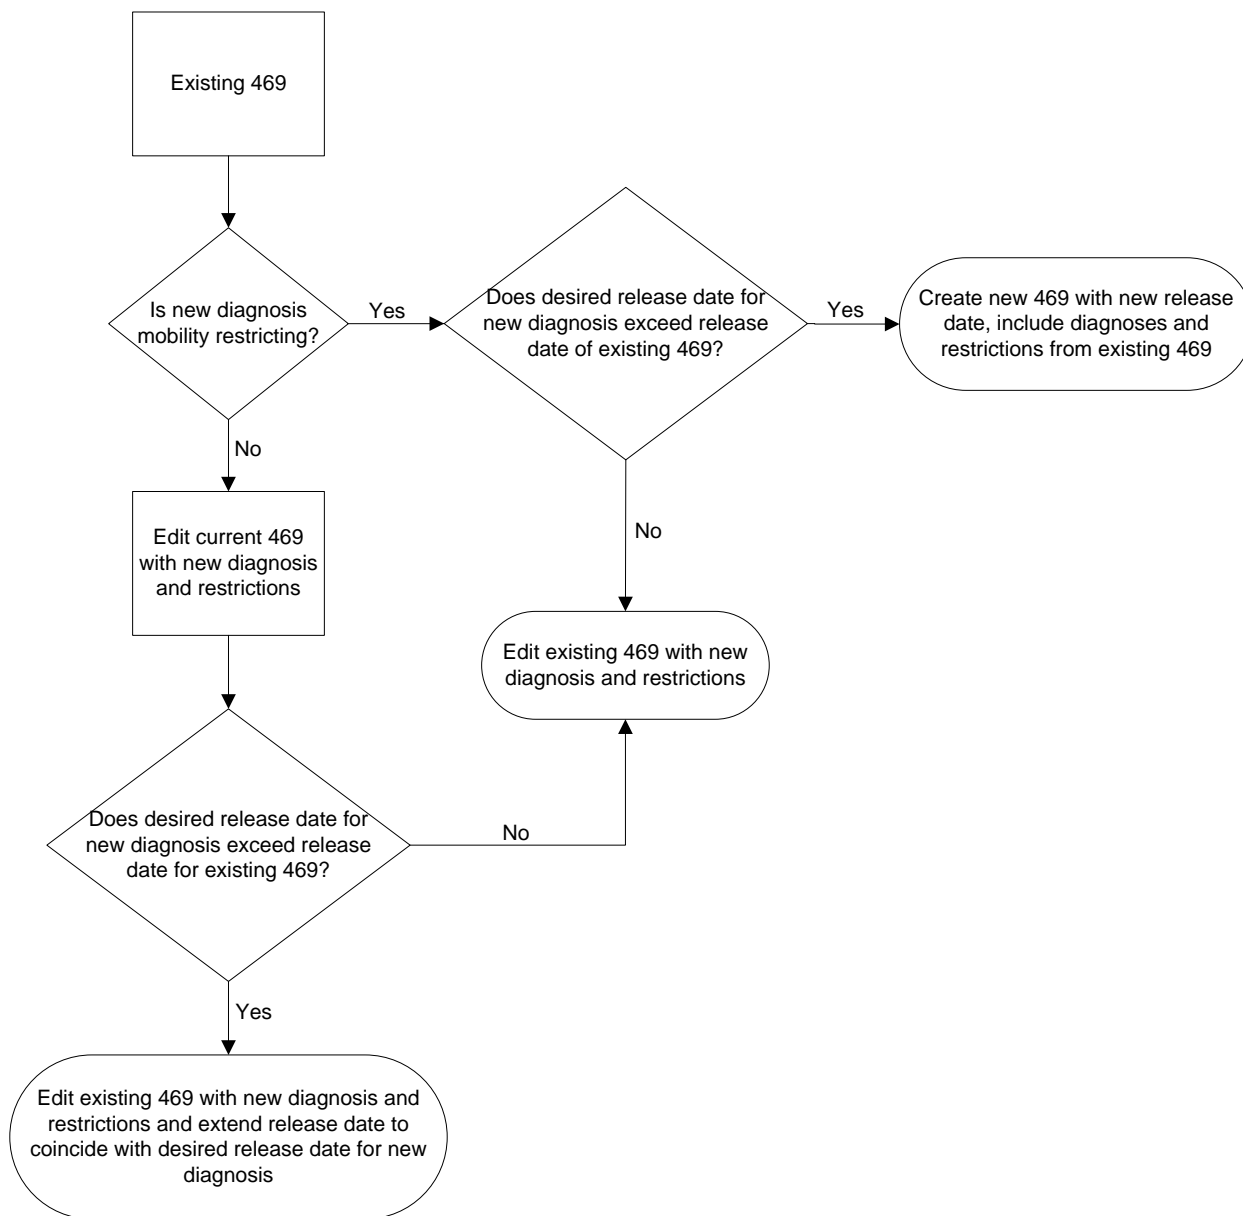 Existing 469
Is new diagnosis
mobility restricting?
Yes
Does desired release date for
new diagnosis exceed release
date of existing 469?
Yes
Create new 469 with new release
date, include diagnoses and
restrictions from existing 469
No
Edit current 469
with new diagnosis
and restrictions
No
Edit existing 469 with new
diagnosis and restrictions
Does desired release date for
new diagnosis exceed release
date for existing 469?
No
Yes
Edit existing 469 with new diagnosis and
restrictions and extend release date to
coincide with desired release date for new
diagnosis